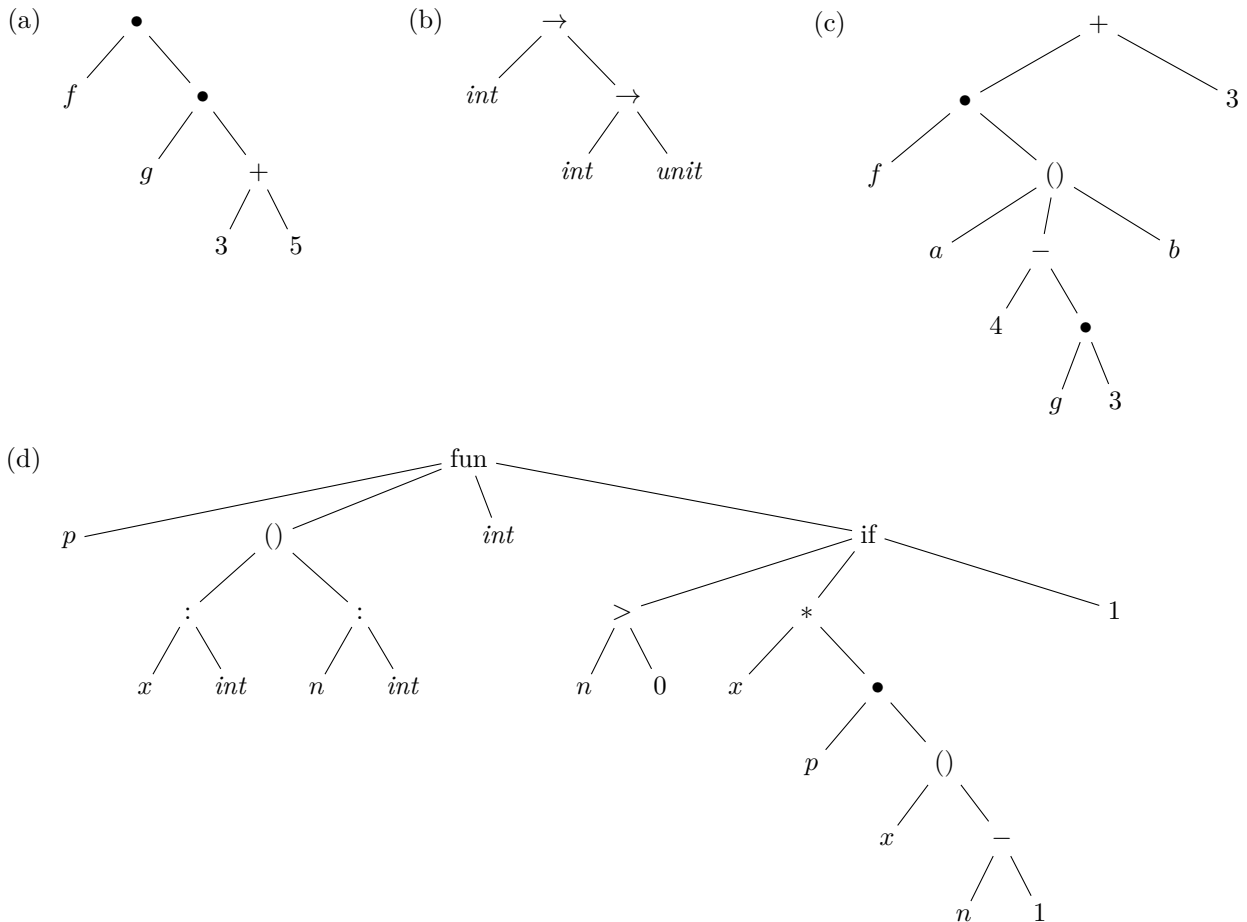 (a) • (b) → (c) +
f • int → • 3
g + int unit f ()
3 5 a − b
4 •
g 3
(d) fun
p () int if
: : > * 1
x int n int n 0 x •
p ()
x −
n 1